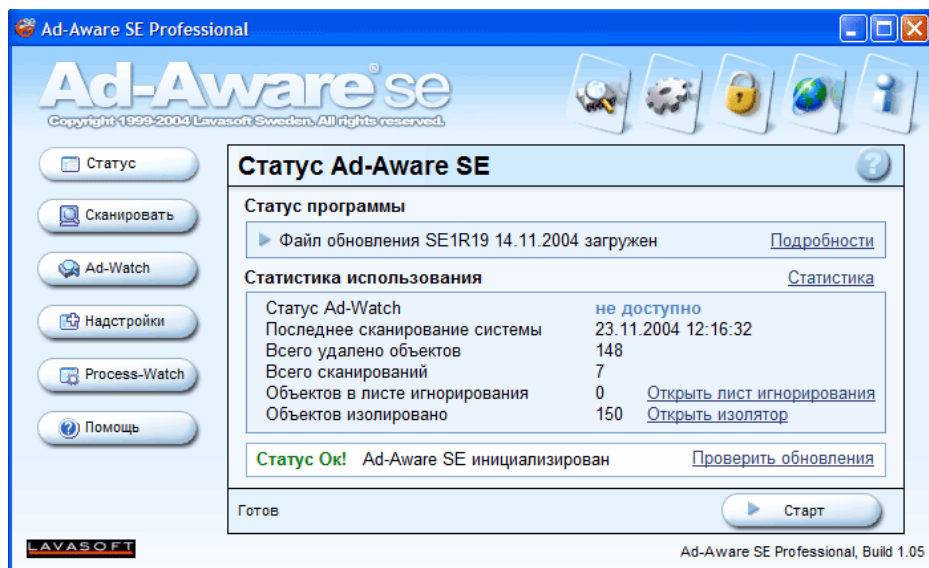 Ad-Aware SE Professional
Ad-Aware® se
Copyright 1999-2004 Lavasoft Sweden. All rights reserved.
Статус
Сканировать
Ad-Watch
Надстройки
Process-Watch
Помощь
LAVASOFT
Статус Ad-Aware SE ?
Статус программы
Файл обновления SE1R19 14.11.2004 загружен Подробности
Статистика использования Статистика
Статус Ad-Watch не доступно
Последнее сканирование системы 23.11.2004 12:16:32
Всего удалено объектов 148
Всего сканирований 7
Объектов в листе игнорирования 0 Открыть лист игнорирования
Объектов изолировано 150 Открыть изолятор
Статус Ок! Ad-Aware SE инициализирован Проверить обновления
Готов Старт
Ad-Aware SE Professional, Build 1.05